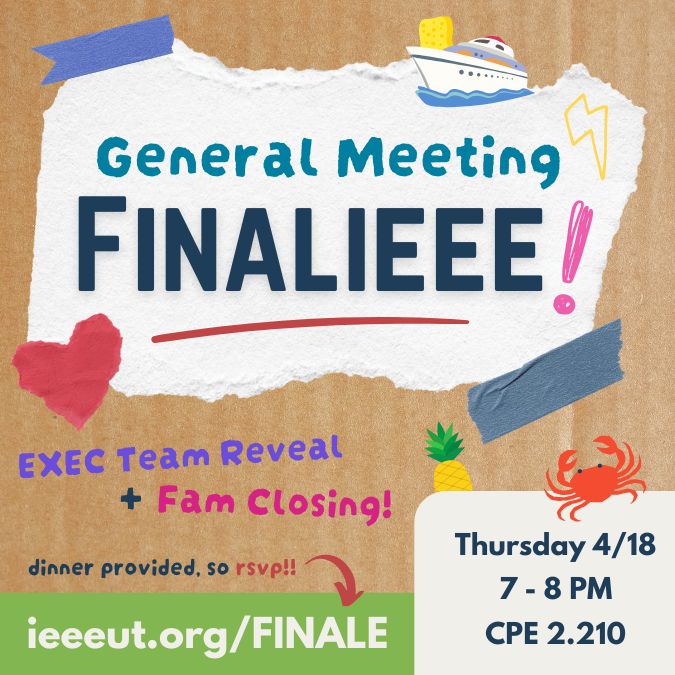 General Meeting
FINALIEEE!
EXEC Team Reveal
+ Fam Closing!
dinner provided, so rsvp!!
ieeeut.org/FINALE
Thursday 4/18
7 - 8 PM
CPE 2.210